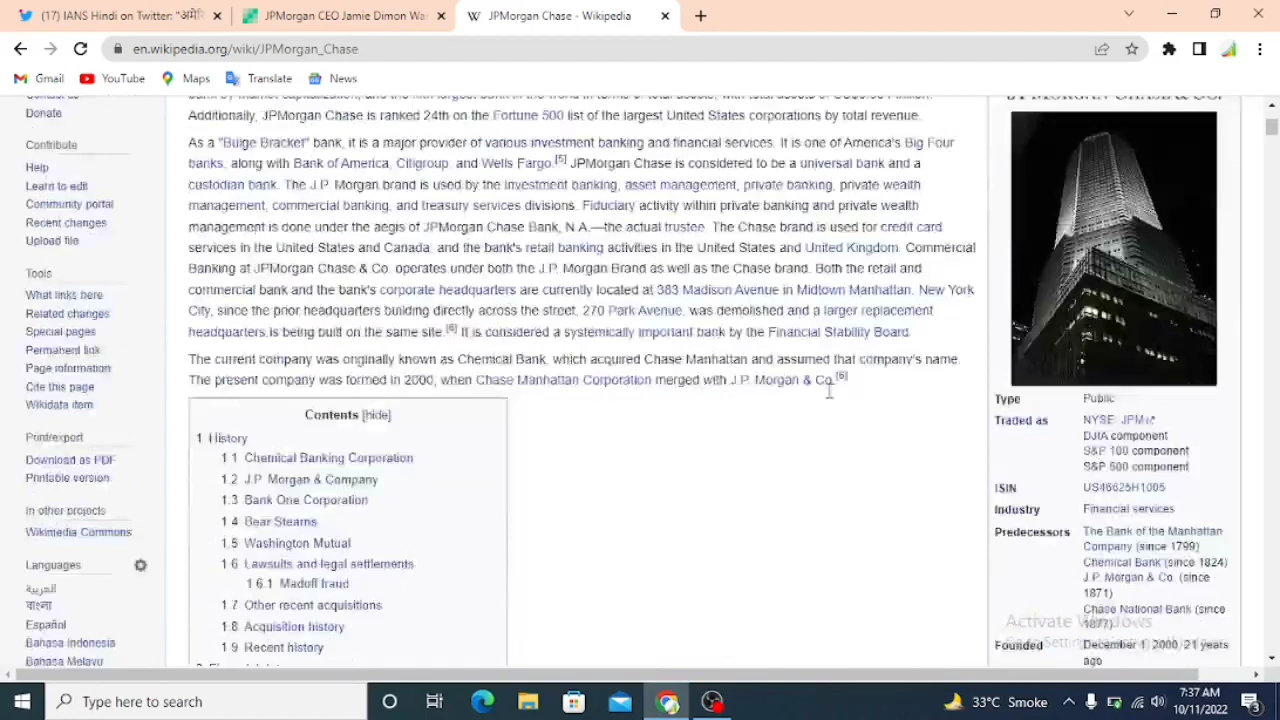 (17) IANS Hindi on Twitter: "अमेरि
JPMorgan CEO Jamie Dimon Wa
JPMorgan Chase - Wikipedia
en.wikipedia.org/wiki/JPMorgan_Chase
Gmail YouTube Maps Translate News
Donate
Contribute
Help
Learn to edit
Community portal
Recent changes
Upload file
Tools
What links here
Related changes
Special pages
Permanent link
Page information
Cite this page
Wikidata item
Print/export
Download as PDF
Printable version
In other projects
Wikimedia Commons
Languages
العربية
বাংলা
Español
Bahasa Indonesia
Bahasa Melayu
Additionally, JPMorgan Chase is ranked 24th on the Fortune 500 list of the largest United States corporations by total revenue.
As a "Bulge Bracket" bank, it is a major provider of various investment banking and financial services. It is one of America's Big Four
banks, along with Bank of America, Citigroup, and Wells Fargo.[5] JPMorgan Chase is considered to be a universal bank and a
custodian bank. The J.P. Morgan brand is used by the investment banking, asset management, private banking, private wealth
management, commercial banking, and treasury services divisions. Fiduciary activity within private banking and private wealth
management is done under the aegis of JPMorgan Chase Bank, N.A.—the actual trustee. The Chase brand is used for credit card
services in the United States and Canada, and the bank's retail banking activities in the United States and United Kingdom. Commercial
Banking at JPMorgan Chase & Co. operates under both the J.P. Morgan Brand as well as the Chase brand. Both the retail and
commercial bank and the bank's corporate headquarters are currently located at 383 Madison Avenue in Midtown Manhattan, New York
City, since the prior headquarters building directly across the street, 270 Park Avenue, was demolished and a larger replacement
headquarters is being built on the same site.[6] It is considered a systemically important bank by the Financial Stability Board.
The current company was originally known as Chemical Bank, which acquired Chase Manhattan and assumed that company's name.
The present company was formed in 2000, when Chase Manhattan Corporation merged with J.P. Morgan & Co.[6]
Contents [hide]
1 History
1.1 Chemical Banking Corporation
1.2 J.P. Morgan & Company
1.3 Bank One Corporation
1.4 Bear Stearns
1.5 Washington Mutual
1.6 Lawsuits and legal settlements
1.6.1 Madoff fraud
1.7 Other recent acquisitions
1.8 Acquisition history
1.9 Recent history
Type Public
Traded as NYSE: JPM
DJIA component
S&P 100 component
S&P 500 component
ISIN US46625H1005
Industry Financial services
Predecessors The Bank of the Manhattan
Company (since 1799)
Chemical Bank (since 1824)
J.P. Morgan & Co. (since
1871)
Chase National Bank (since
1877)
Founded December 1, 2000; 21 years
ago
Activate Windows
Type here to search
33°C Smoke
7:37 AM
10/11/2022
3